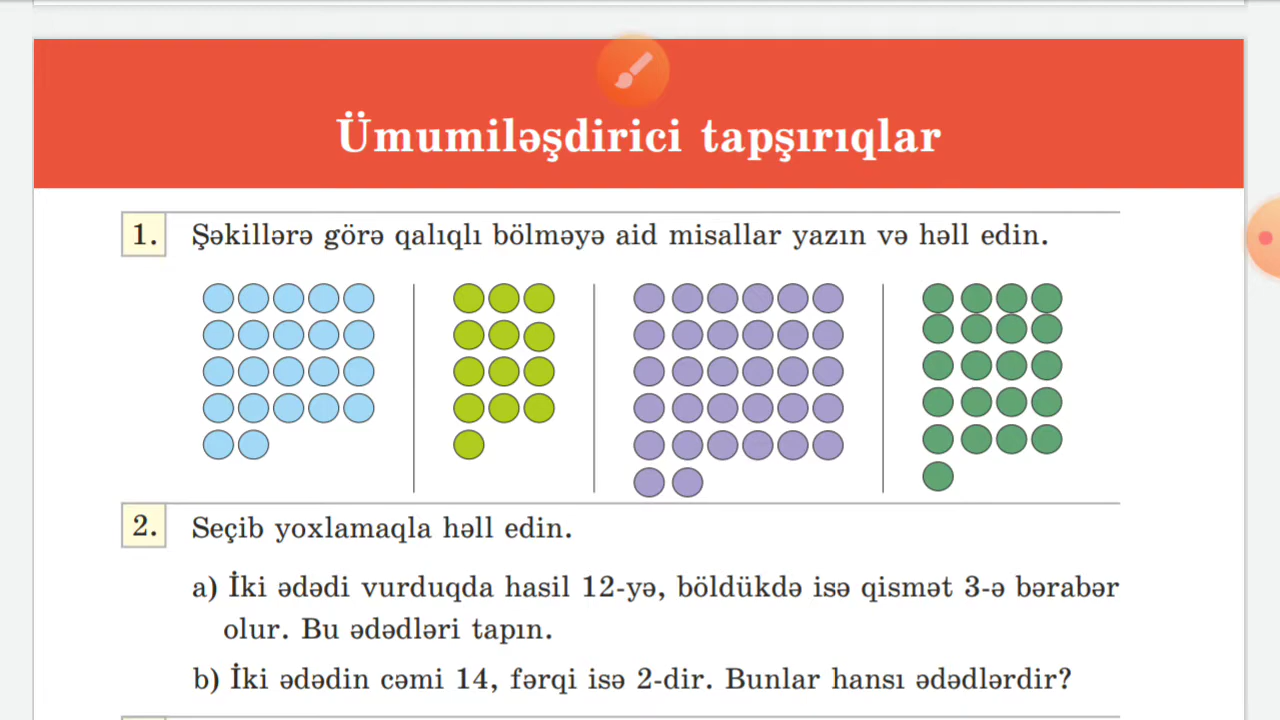 Ümumiləşdirici tapşırıqlar
1. Şəkillərə görə qalıqlı bölməyə aid misallar yazın və həll edin.
2. Seçib yoxlamaqla həll edin.
a) İki ədədi vurduqda hasil 12-yə, böldükdə isə qismət 3-ə bərabər
olur. Bu ədədləri tapın.
b) İki ədədin cəmi 14, fərqi isə 2-dir. Bunlar hansı ədədlərdir?